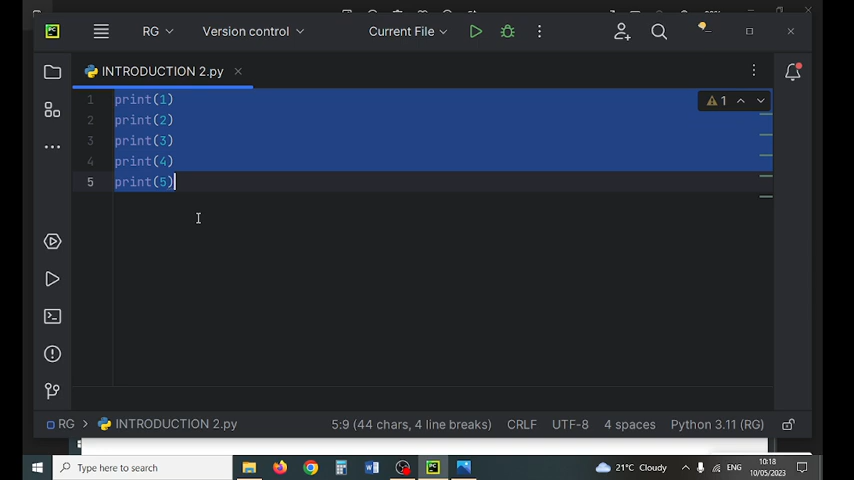 PC
RG
Version control
Current File
INTRODUCTION 2.py
1 print(1)
2 print(2)
3 print(3)
4 print(4)
5 print(5)
1
RG > INTRODUCTION 2.py
5:9 (44 chars, 4 line breaks)
CRLF
UTF-8
4 spaces
Python 3.11 (RG)
Type here to search
21°C Cloudy
ENG
10:18
10/05/2023